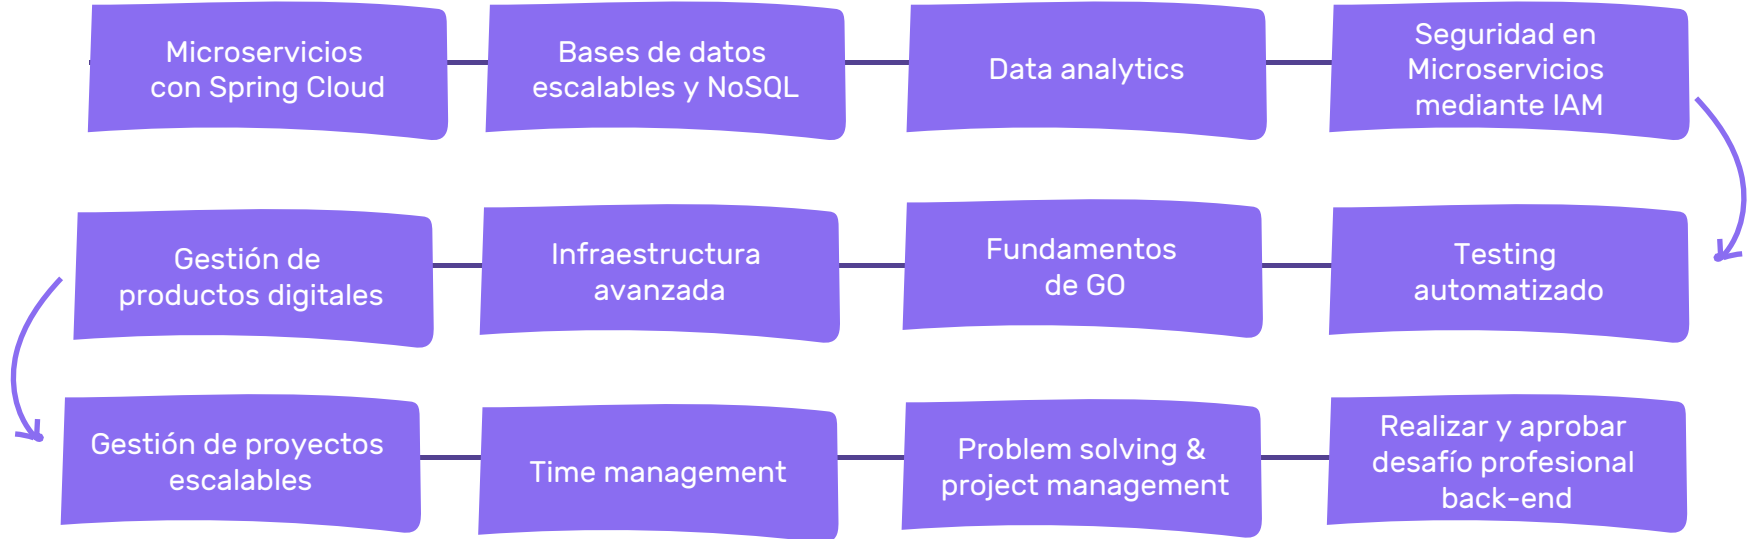 Microservicios
con Spring Cloud
Bases de datos
escalables y NoSQL
Data analytics
Seguridad en
Microservicios
mediante IAM
Testing
automatizado
Fundamentos
de GO
Infraestructura
avanzada
Gestión de
productos digitales
Gestión de proyectos
escalables
Time management
Problem solving &
project management
Realizar y aprobar
desafío profesional
back-end